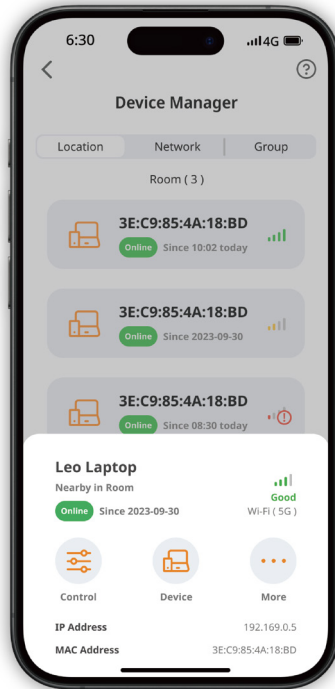 6:30
4G
Device Manager
Location Network Group
Room ( 3 )
3E:C9:85:4A:18:BD
Online Since 10:02 today
3E:C9:85:4A:18:BD
Online Since 2023-09-30
3E:C9:85:4A:18:BD
Online Since 08:30 today
Leo Laptop
Nearby in Room
Good
Online Since 2023-09-30 Wi-Fi ( 5G )
Control Device More
IP Address 192.169.0.5
MAC Address 3E:C9:85:4A:18:BD